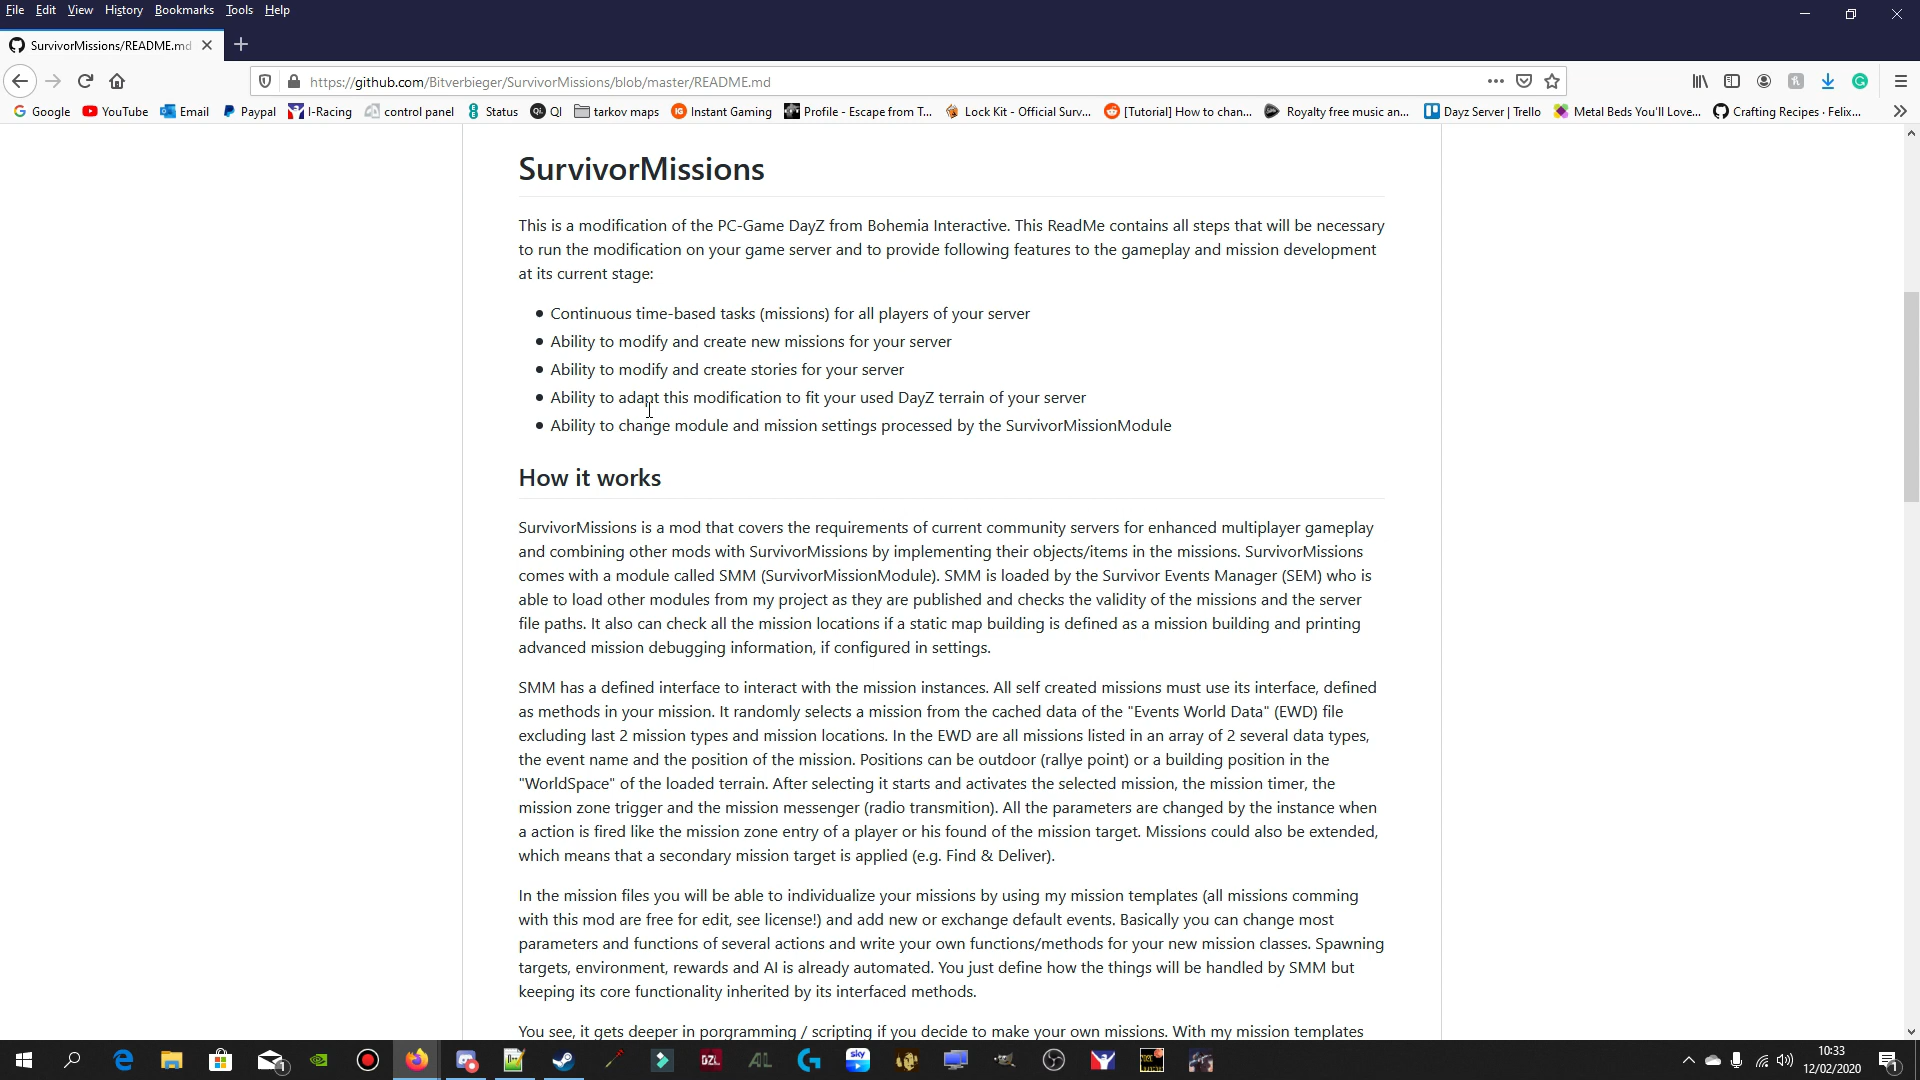 File Edit View History Bookmarks Tools Help
SurvivorMissions/README.md
https://github.com/Bitverbieger/SurvivorMissions/blob/master/README.md
Google YouTube Email Paypal I-Racing control panel Status QI tarkov maps Instant Gaming Profile - Escape from T... Lock Kit - Official Surv... [Tutorial] How to chan... Royalty free music an... Dayz Server | Trello Metal Beds You'll Love... Crafting Recipes · Felix...
SurvivorMissions
This is a modification of the PC-Game DayZ from Bohemia Interactive. This ReadMe contains all steps that will be necessary
to run the modification on your game server and to provide following features to the gameplay and mission development
at its current stage:
Continuous time-based tasks (missions) for all players of your server
Ability to modify and create new missions for your server
Ability to modify and create stories for your server
Ability to adapt this modification to fit your used DayZ terrain of your server
Ability to change module and mission settings processed by the SurvivorMissionModule
How it works
SurvivorMissions is a mod that covers the requirements of current community servers for enhanced multiplayer gameplay
and combining other mods with SurvivorMissions by implementing their objects/items in the missions. SurvivorMissions
comes with a module called SMM (SurvivorMissionModule). SMM is loaded by the Survivor Events Manager (SEM) who is
able to load other modules from my project as they are published and checks the validity of the missions and the server
file paths. It also can check all the mission locations if a static map building is defined as a mission building and printing
advanced mission debugging information, if configured in settings.
SMM has a defined interface to interact with the mission instances. All self created missions must use its interface, defined
as methods in your mission. It randomly selects a mission from the cached data of the "Events World Data" (EWD) file
excluding last 2 mission types and mission locations. In the EWD are all missions listed in an array of 2 several data types,
the event name and the position of the mission. Positions can be outdoor (rallye point) or a building position in the
"WorldSpace" of the loaded terrain. After selecting it starts and activates the selected mission, the mission timer, the
mission zone trigger and the mission messenger (radio transmition). All the parameters are changed by the instance when
a action is fired like the mission zone entry of a player or his found of the mission target. Missions could also be extended,
which means that a secondary mission target is applied (e.g. Find & Deliver).
In the mission files you will be able to individualize your missions by using my mission templates (all missions comming
with this mod are free for edit, see license!) and add new or exchange default events. Basically you can change most
parameters and functions of several actions and write your own functions/methods for your new mission classes. Spawning
targets, environment, rewards and AI is already automated. You just define how the things will be handled by SMM but
keeping its core functionality inherited by its interfaced methods.
You see, it gets deeper in porgramming / scripting if you decide to make your own missions. With my mission templates
DZL AL sky
10:33
12/02/2020